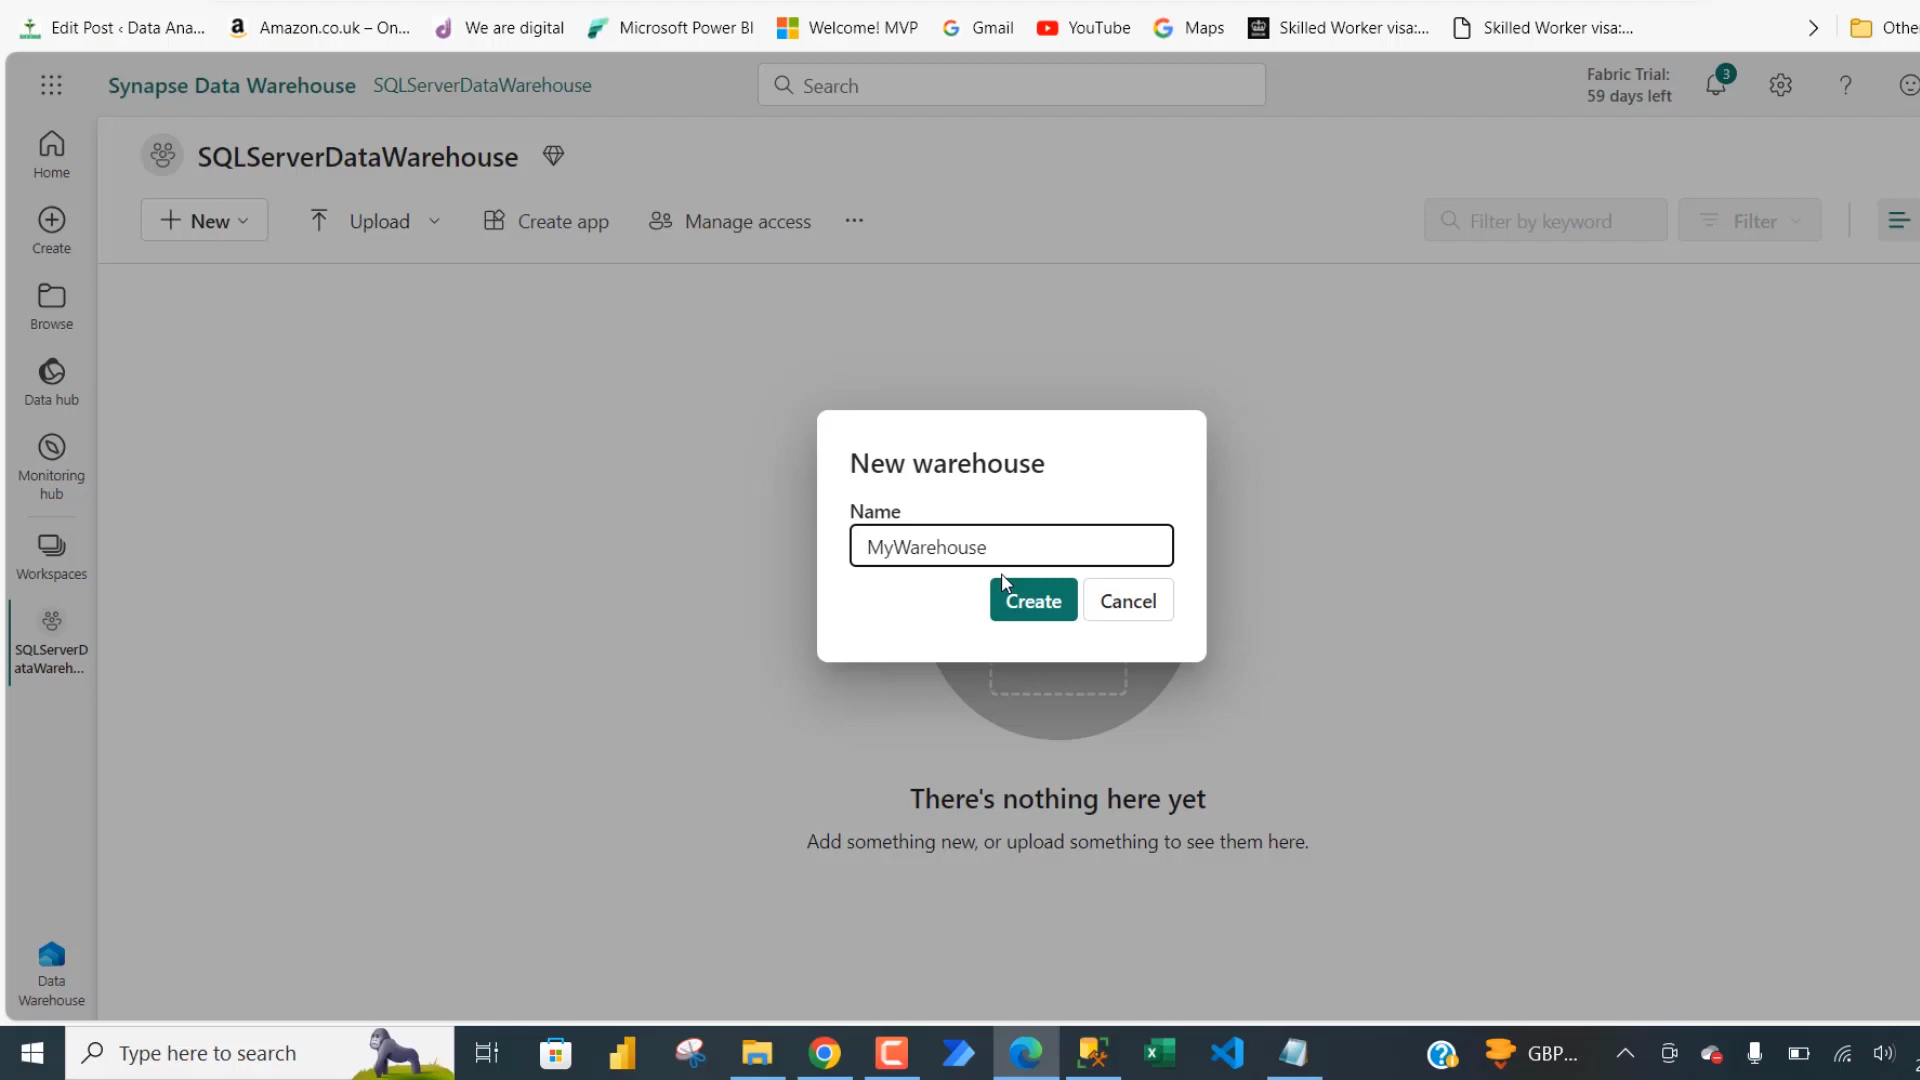 Edit Post ‹ Data Ana...
Amazon.co.uk – On...
We are digital
Microsoft Power BI
Welcome! MVP
Gmail
YouTube
Maps
Skilled Worker visa:...
Skilled Worker visa:...
Othe
Synapse Data Warehouse
SQLServerDataWarehouse
Search
Fabric Trial:
59 days left
3
Home
Create
Browse
Data hub
Monitoring
hub
Workspaces
SQLServerD
ataWareh...
Data
Warehouse
SQLServerDataWarehouse
New
Upload
Create app
Manage access
Filter by keyword
Filter
New warehouse
Name
MyWarehouse
Create
Cancel
There's nothing here yet
Add something new, or upload something to see them here.
Type here to search
GBP...